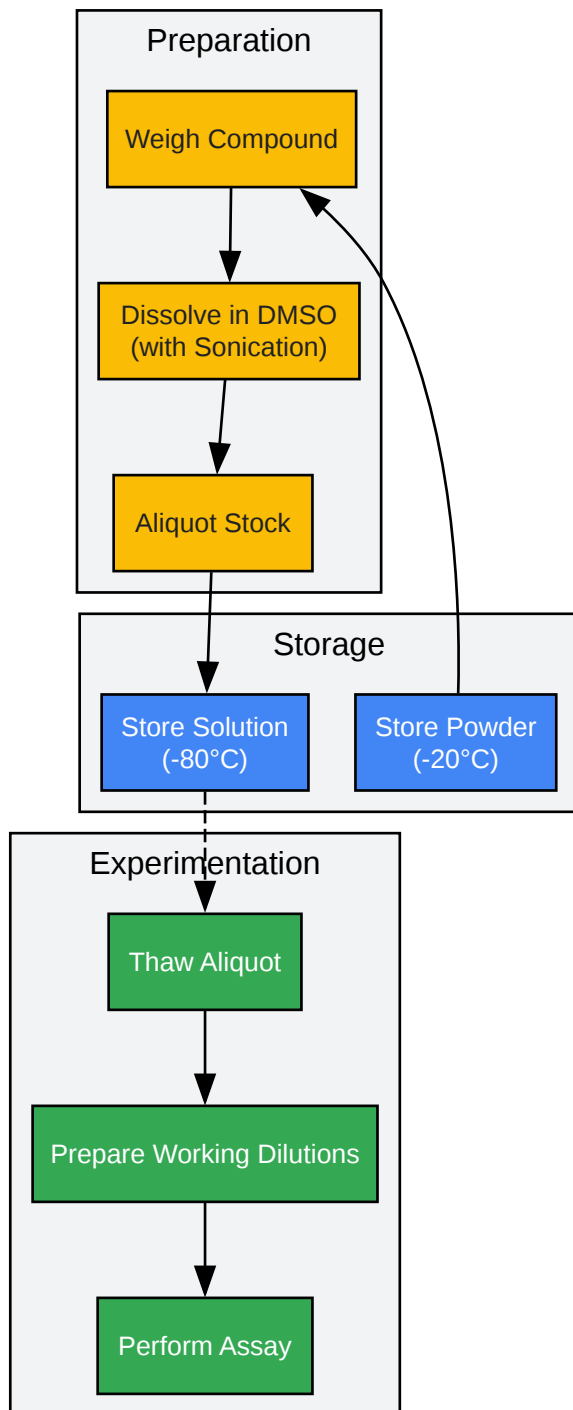 Preparation
Weigh Compound
Dissolve in DMSO
(with Sonication)
Aliquot Stock
Storage
Store Solution
(-80°C)
Store Powder
(-20°C)
Experimentation
Thaw Aliquot
Prepare Working Dilutions
Perform Assay